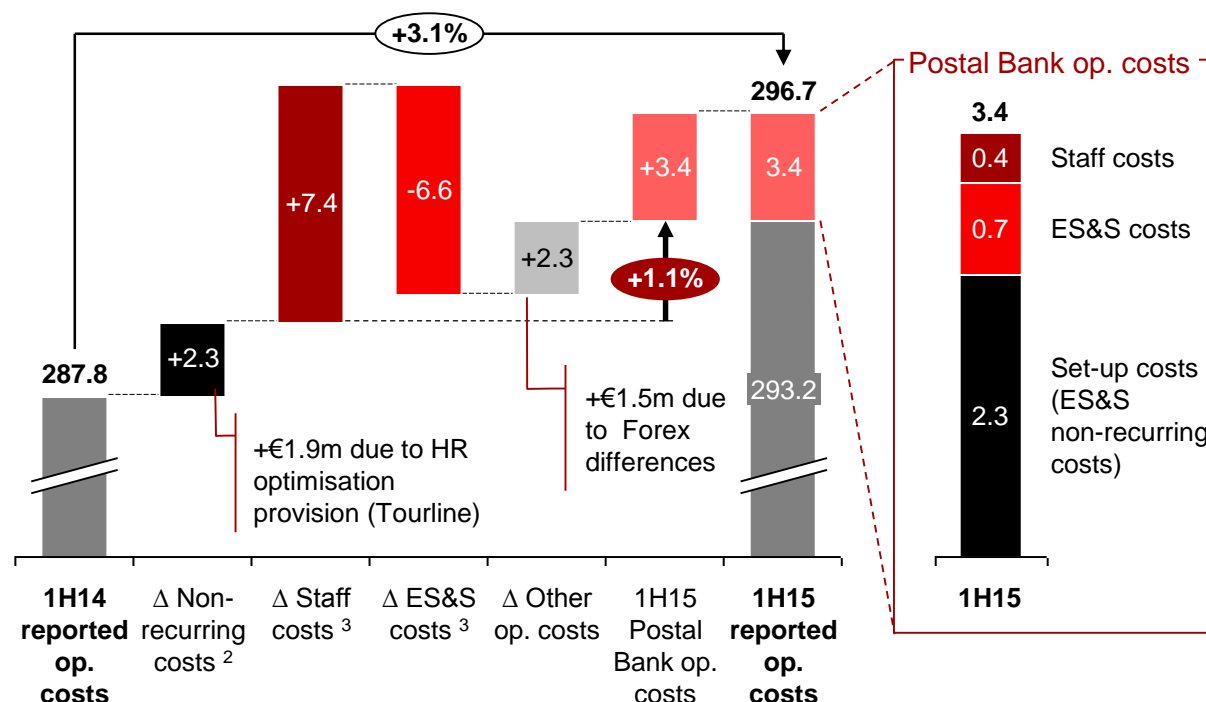 +3.1%
Postal Bank op. costs
296.7
3.4
0.4
Staff costs
+7.4
-6.6
+3.4
3.4
0.7
ES&S costs
+2.3
+1.1%
287.8
+2.3
293.2
+€1.5m due
to Forex
differences
+€1.9m due to HR
optimisation
provision (Tourline)
2.3
Set-up costs
(ES&S
non-recurring
costs)
1H14
reported
op.
costs
∆ Non-
recurring
costs ²
∆ Staff
costs ³
∆ ES&S
costs ³
∆ Other
op. costs
1H15
Postal
Bank op.
costs
1H15
reported
op.
costs
1H15